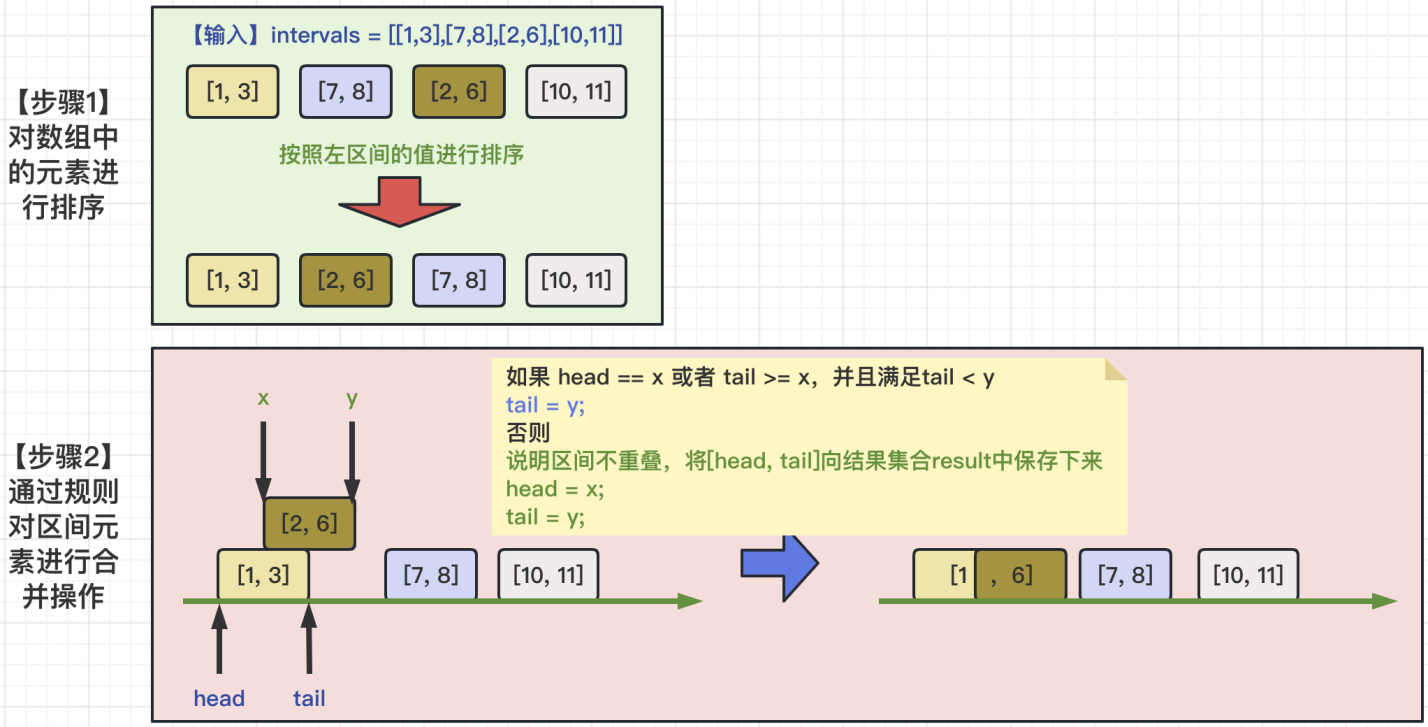 【步骤1】
对数组中
的元素进
行排序
【输入】intervals = [[1,3],[7,8],[2,6],[10,11]]
[1, 3] [7, 8] [2, 6] [10, 11]
按照左区间的值进行排序
[1, 3] [2, 6] [7, 8] [10, 11]
【步骤2】
通过规则
对区间元
素进行合
并操作
如果 head == x 或者 tail >= x，并且满足tail < y
tail = y;
否则
说明区间不重叠，将[head, tail]向结果集合result中保存下来
head = x;
tail = y;
x y
[2, 6]
[1, 3] [7, 8] [10, 11]
head tail
[1 , 6] [7, 8] [10, 11]